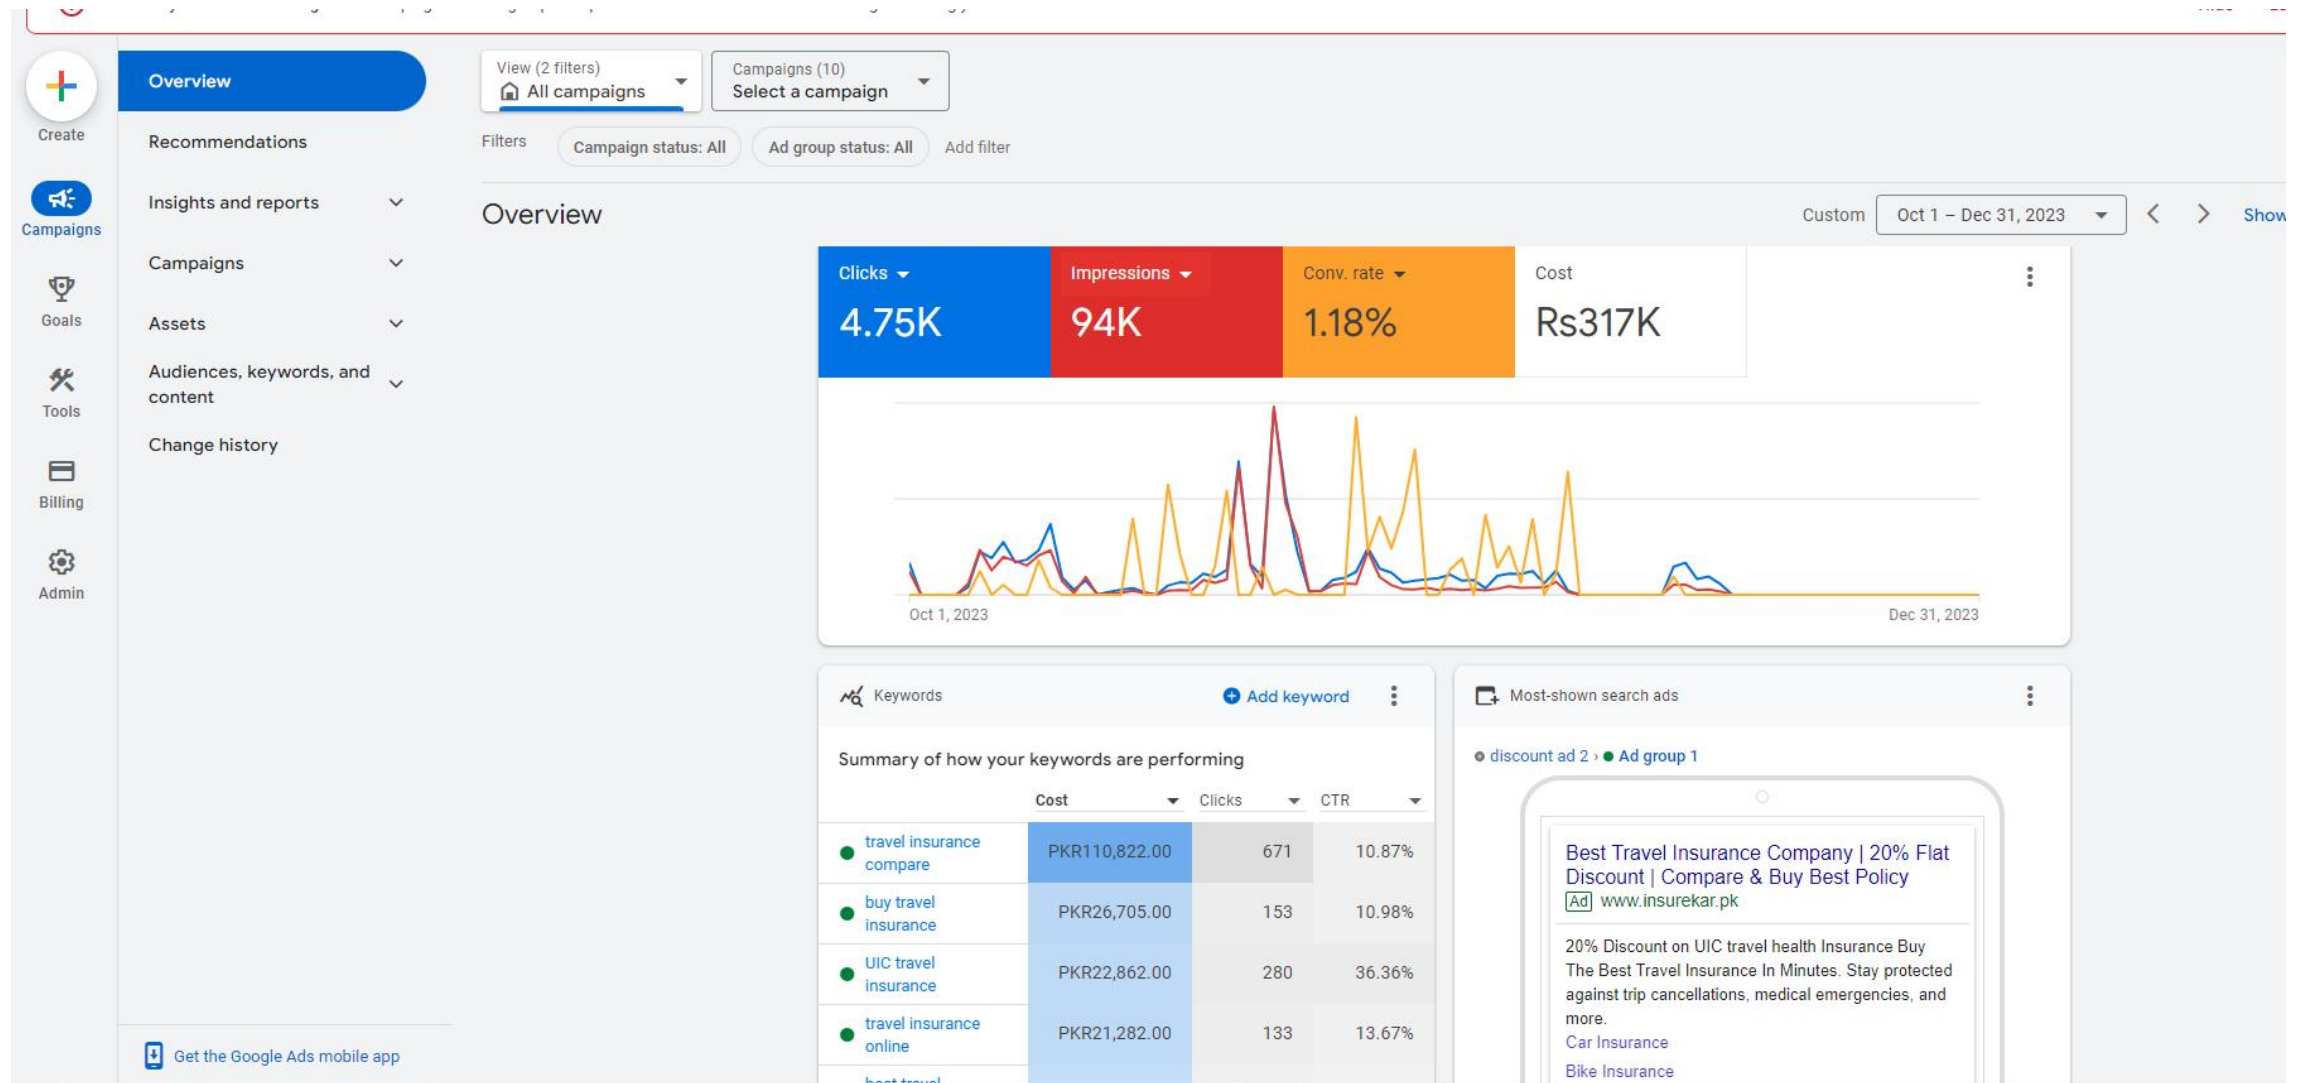 Create
Campaigns
Goals
Tools
Billing
Admin
Overview
Recommendations
Insights and reports
Campaigns
Assets
Audiences, keywords, and
content
Change history
Get the Google Ads mobile app
View (2 filters)
All campaigns
Campaigns (10)
Select a campaign
Filters
Campaign status: All
Ad group status: All
Add filter
Overview
Custom
Oct 1 – Dec 31, 2023
Show
Clicks
4.75K
Impressions
94K
Conv. rate
1.18%
Cost
Rs317K
Oct 1, 2023
Dec 31, 2023
Keywords
Add keyword
Summary of how your keywords are performing
Cost Clicks CTR
travel insurance
compare
PKR110,822.00 671 10.87%
buy travel
insurance
PKR26,705.00 153 10.98%
UIC travel
insurance
PKR22,862.00 280 36.36%
travel insurance
online
PKR21,282.00 133 13.67%
Most-shown search ads
discount ad 2 › Ad group 1
Best Travel Insurance Company | 20% Flat
Discount | Compare & Buy Best Policy
Ad www.insurekar.pk
20% Discount on UIC travel health Insurance Buy
The Best Travel Insurance In Minutes. Stay protected
against trip cancellations, medical emergencies, and
more.
Car Insurance
Bike Insurance